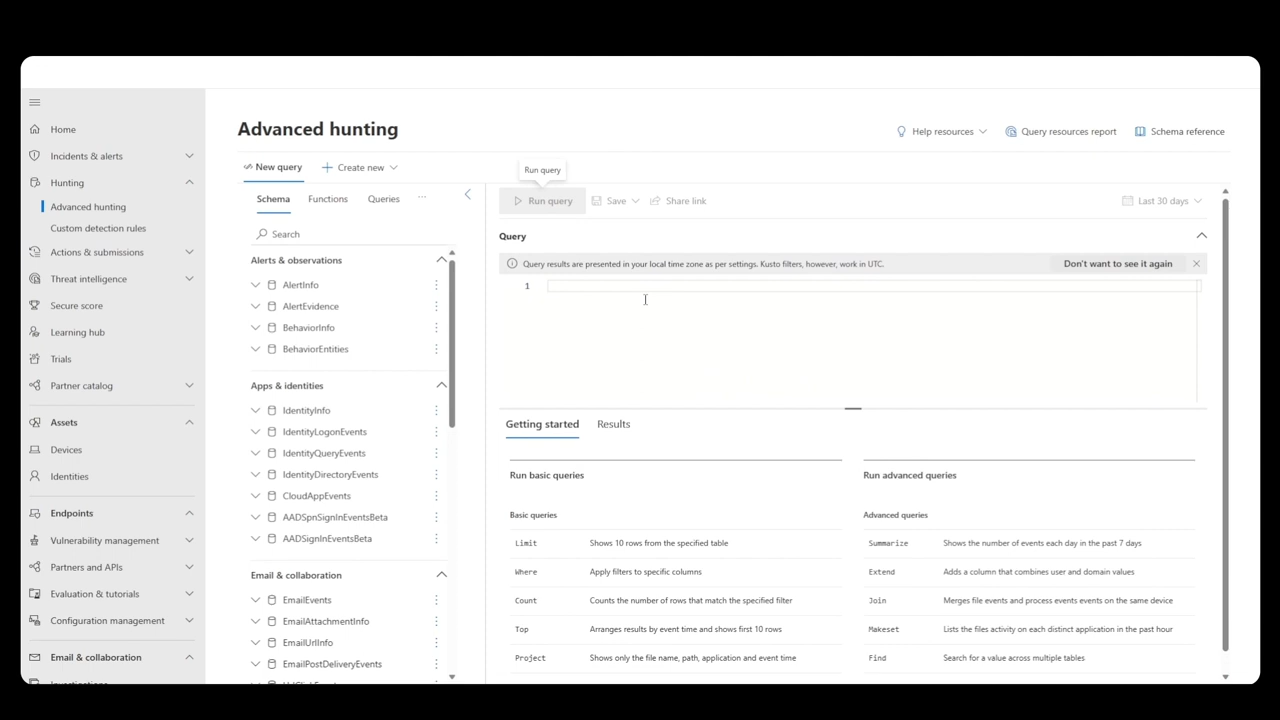 Advanced hunting
Help resources
Query resources report
Schema reference
Home
Incidents & alerts
Hunting
Advanced hunting
Custom detection rules
Actions & submissions
Threat intelligence
Secure score
Learning hub
Trials
Partner catalog
Assets
Devices
Identities
Endpoints
Vulnerability management
Partners and APIs
Evaluation & tutorials
Configuration management
Email & collaboration
New query
Create new
Schema
Functions
Queries
Search
Alerts & observations
AlertInfo
AlertEvidence
BehaviorInfo
BehaviorEntities
Apps & identities
IdentityInfo
IdentityLogonEvents
IdentityQueryEvents
IdentityDirectoryEvents
CloudAppEvents
AADSpnSignInEventsBeta
AADSignInEventsBeta
Email & collaboration
EmailEvents
EmailAttachmentInfo
EmailUrlInfo
EmailPostDeliveryEvents
Run query
Run query
Save
Share link
Last 30 days
Query
Query results are presented in your local time zone as per settings. Kusto filters, however, work in UTC.
Don't want to see it again
1
Getting started
Results
Run basic queries
Basic queries
Limit Shows 10 rows from the specified table
Where Apply filters to specific columns
Count Counts the number of rows that match the specified filter
Top Arranges results by event time and shows first 10 rows
Project Shows only the file name, path, application and event time
Run advanced queries
Advanced queries
Summarize Shows the number of events each day in the past 7 days
Extend Adds a column that combines user and domain values
Join Merges file events and process events events on the same device
Makeset Lists the files activity on each distinct application in the past hour
Find Search for a value across multiple tables